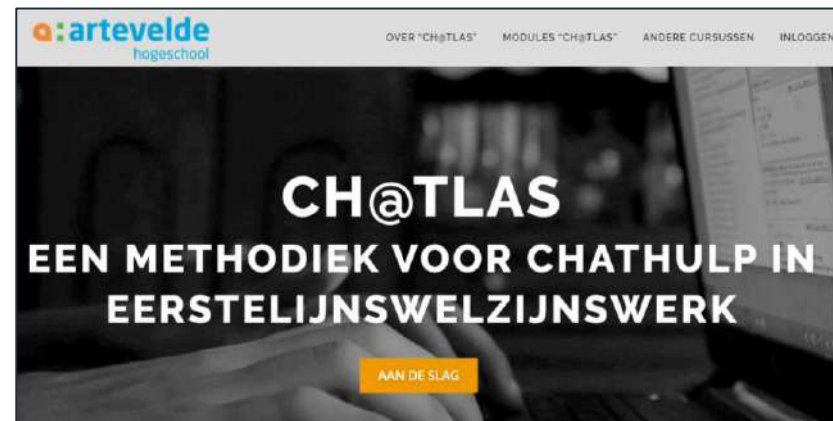 a:artevelde
hogeschool
OVER "CH@TLAS" MODULES "CH@TLAS" ANDERE CURSUSSEN INLOGGEN
CH@TLAS
EEN METHODIEK VOOR CHATHULP IN
EERSTELIJNSWELZIJNSWERK
AAN DE SLAG